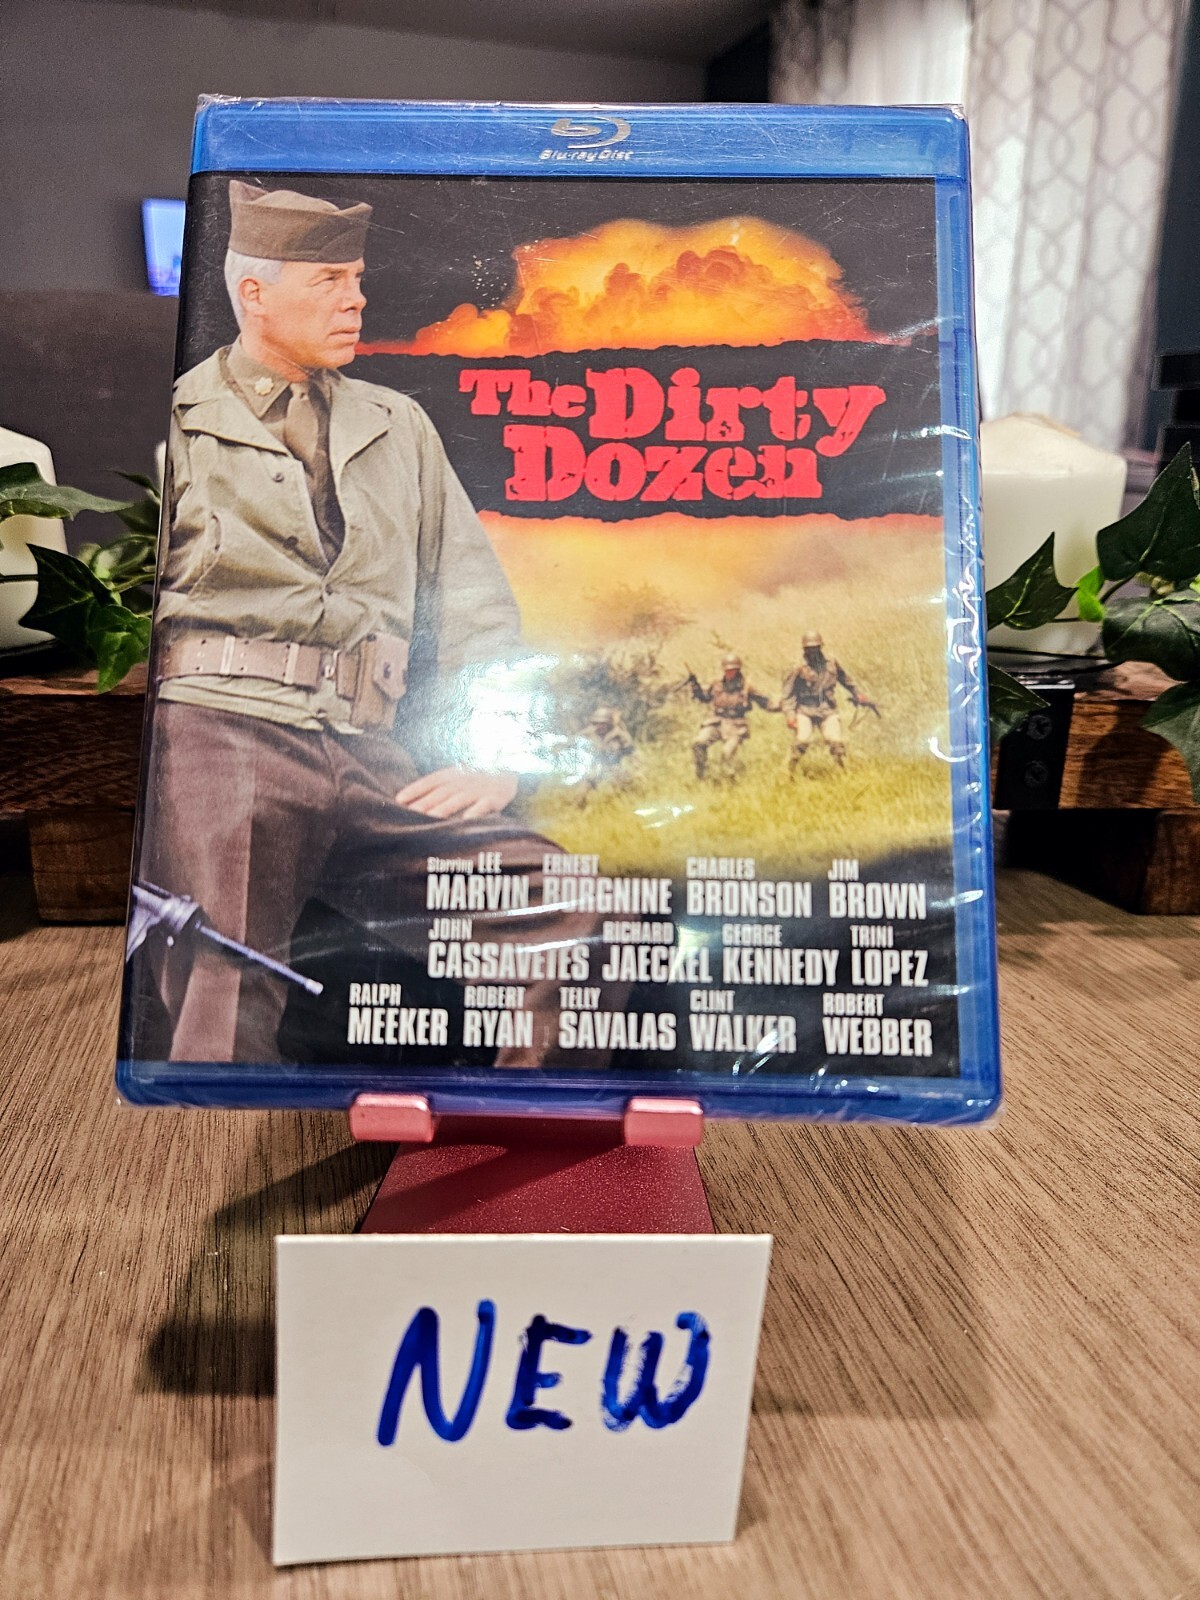 Blu-ray Disc
The Dirty
Dozen
Starring LEE ERNEST CHARLES JIM
MARVIN BORGNINE BRONSON BROWN
JOHN RICHARD GEORGE TRINI
CASSAVETES JAECKEL KENNEDY LOPEZ
RALPH ROBERT TELLY CLINT ROBERT
MEEKER RYAN SAVALAS WALKER WEBBER
NEW